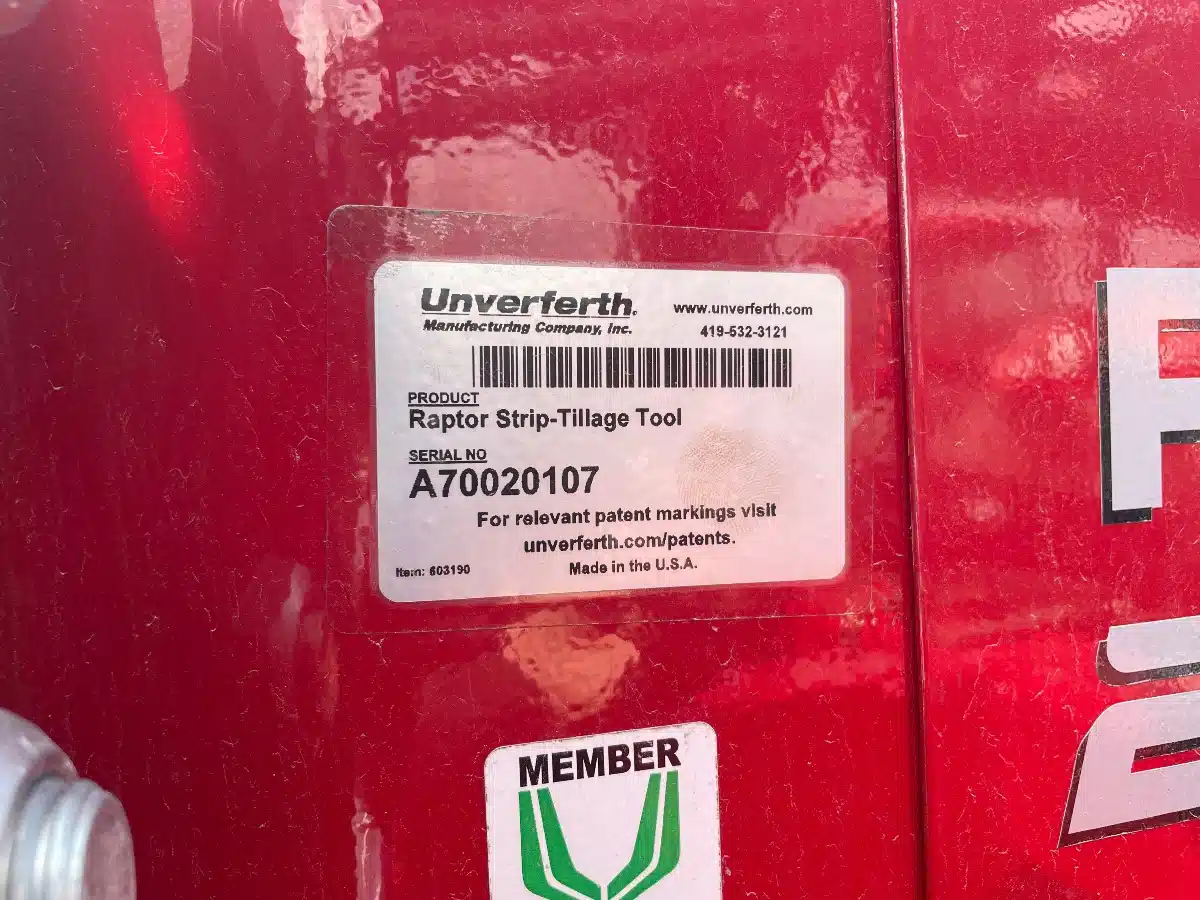 Unverferth.
Manufacturing Company, Inc.
www.unverferth.com
419-532-3121
PRODUCT
Raptor Strip-Tillage Tool
SERIAL NO
A70020107
For relevant patent markings visit
unverferth.com/patents.
Item: 603190
Made in the U.S.A.
MEMBER